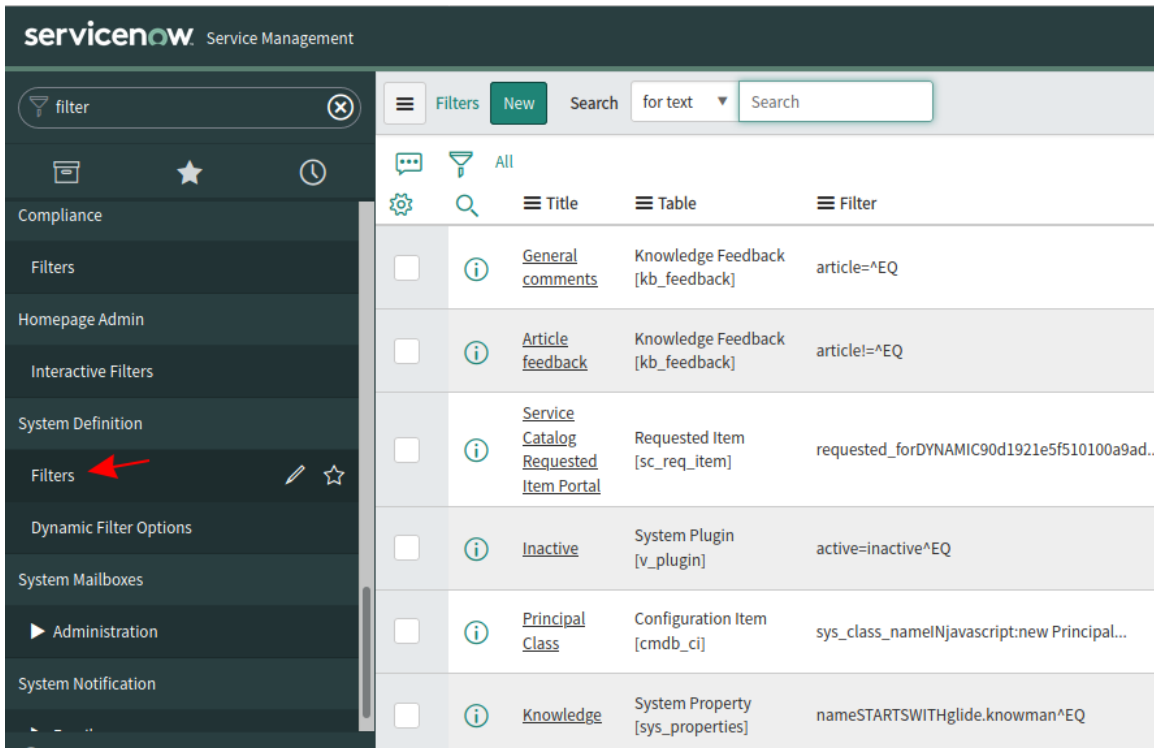 servicenow. Service Management
filter
Filters New Search for text Search
All
Compliance
Filters
Homepage Admin
Interactive Filters
System Definition
Filters
Dynamic Filter Options
System Mailboxes
Administration
System Notification
Title Table Filter
General
comments
Knowledge Feedback
[kb_feedback]
article=^EQ
Article
feedback
Knowledge Feedback
[kb_feedback]
article!=^EQ
Service
Catalog
Requested
Item Portal
Requested Item
[sc_req_item]
requested_forDYNAMIC90d1921e5f510100a9ad...
Inactive
System Plugin
[v_plugin]
active=inactive^EQ
Principal
Class
Configuration Item
[cmdb_ci]
sys_class_nameINjavascript:new Principal...
Knowledge
System Property
[sys_properties]
nameSTARTSWITHglide.knowman^EQ